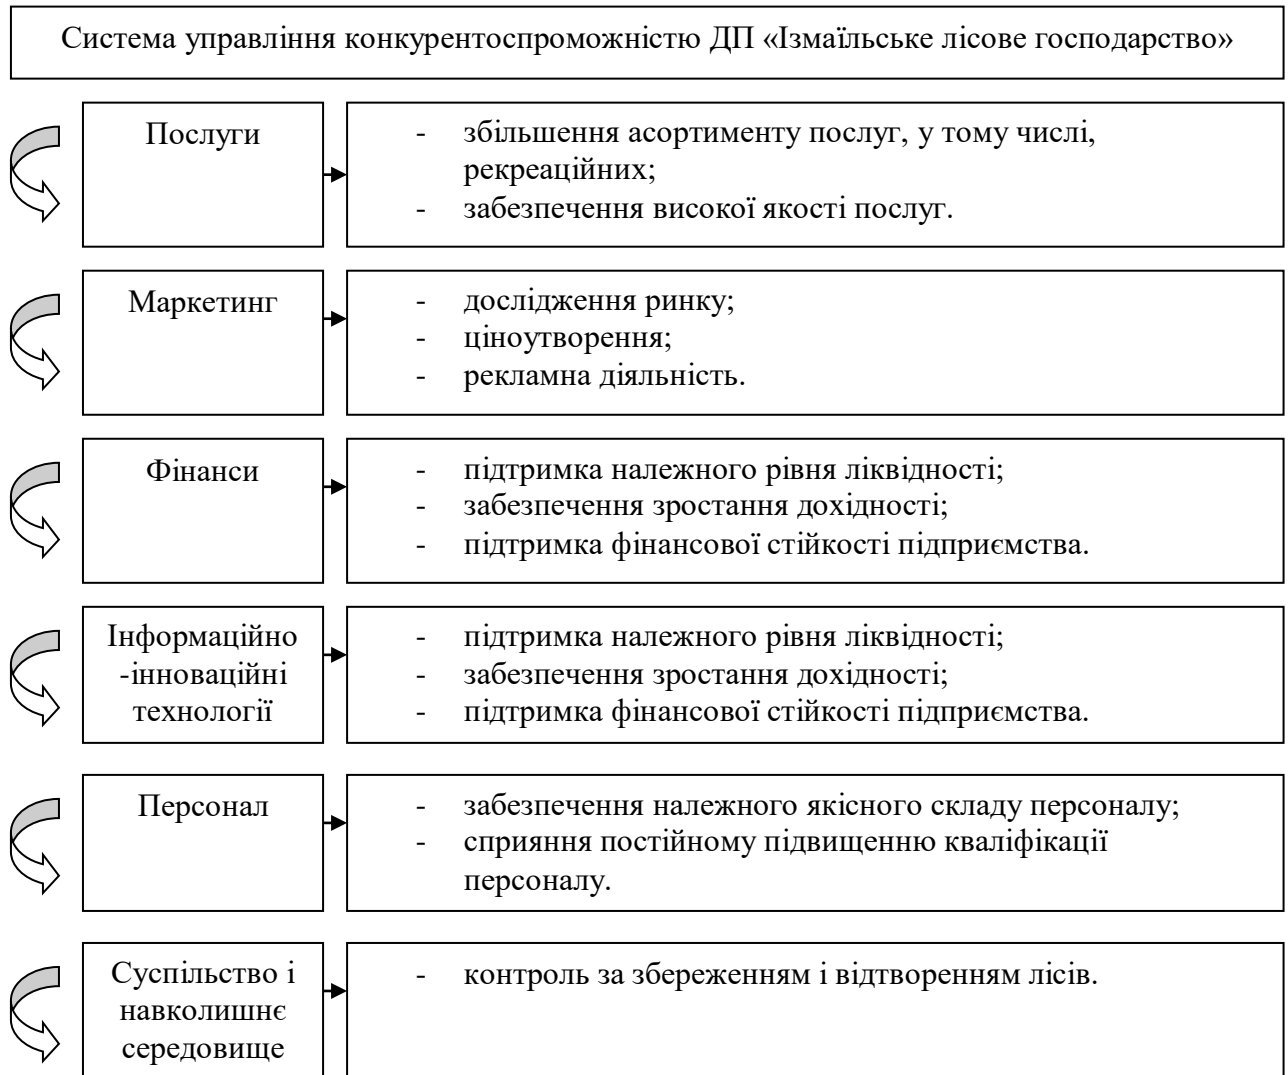 Система управління конкурентоспроможністю ДП «Ізмаїльське лісове господарство»
Послуги
- збільшення асортименту послуг, у тому числі,
рекреаційних;
- забезпечення високої якості послуг.
Маркетинг
- дослідження ринку;
- ціноутворення;
- рекламна діяльність.
Фінанси
- підтримка належного рівня ліквідності;
- забезпечення зростання дохідності;
- підтримка фінансової стійкості підприємства.
Інформаційно
-інноваційні
технології
- підтримка належного рівня ліквідності;
- забезпечення зростання дохідності;
- підтримка фінансової стійкості підприємства.
Персонал
- забезпечення належного якісного складу персоналу;
- сприяння постійному підвищенню кваліфікації
персоналу.
Суспільство і
навколишнє
середовище
- контроль за збереженням і відтворенням лісів.